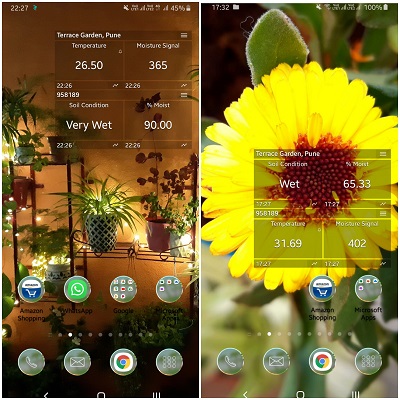 22:27
45%
Terrace Garden, Pune
Temperature
Moisture Signal
26.50
365
22:26
22:26
958189
Soil Condition
% Moist
Very Wet
90.00
22:26
22:26
Amazon Shopping
WhatsApp
Google
Microsoft Apps
17:32
100%
Terrace Garden, Pune
Soil Condition
% Moist
Wet
65.33
17:27
17:27
958189
Temperature
Moisture Signal
31.69
402
17:27
17:27
Amazon Shopping
Microsoft Apps